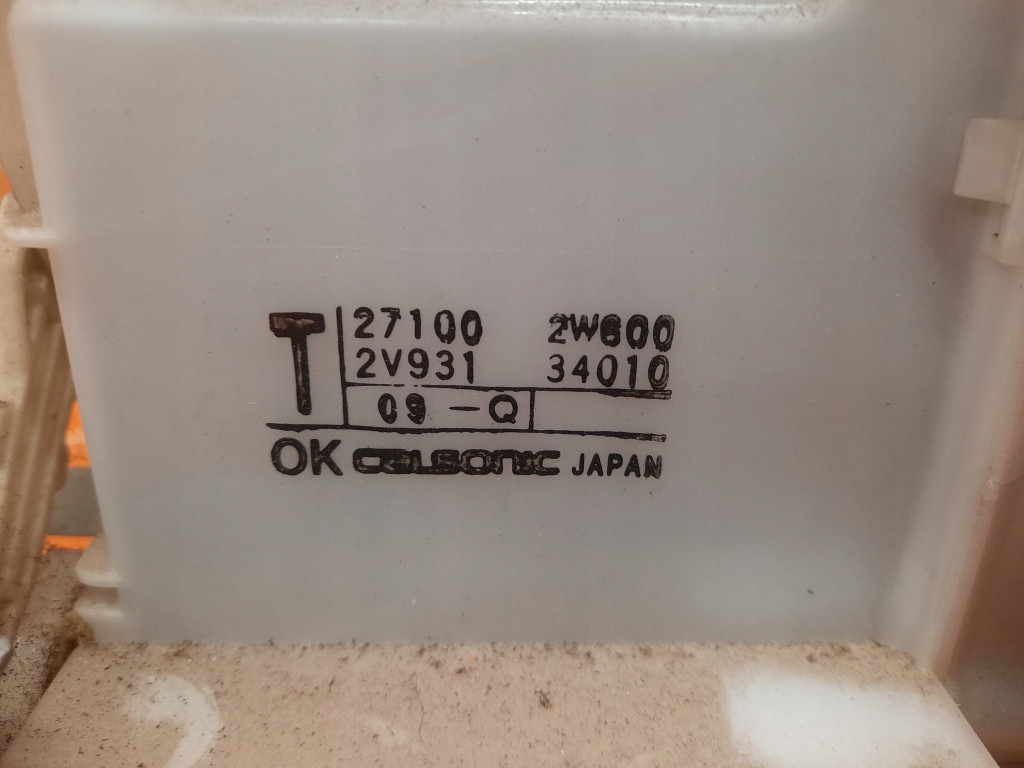 T 27100 2W600
2V931 34010
09 - Q
OK CALSONIC JAPAN